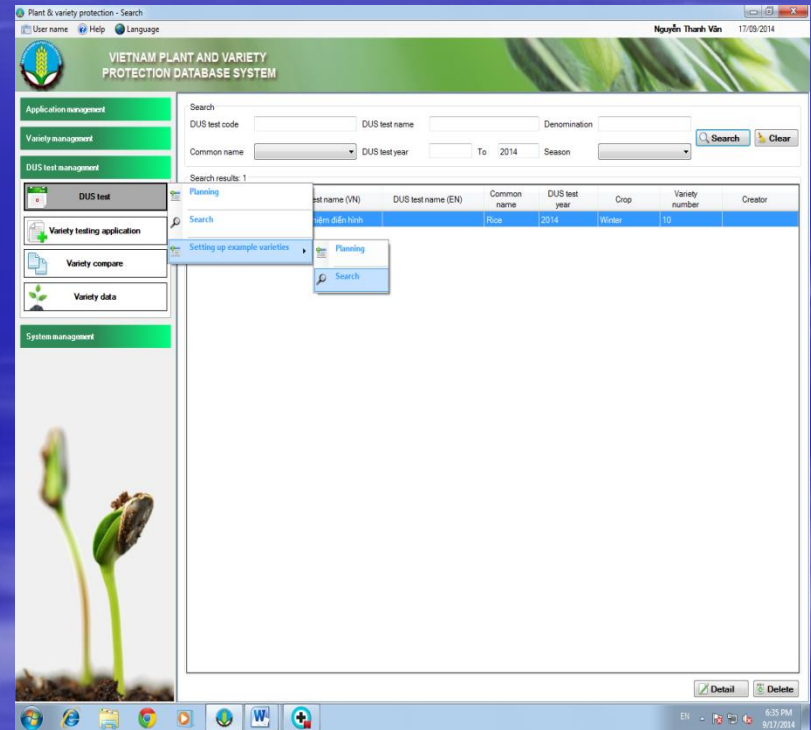 Plant & variety protection - Search
User name Help Language Nguyễn Thanh Vân 17/09/2014
VIETNAM PLANT AND VARIETY
PROTECTION DATABASE SYSTEM
Application management
Variety management
DUS test management
DUS test
Variety testing application
Variety compare
Variety data
System management
Search
DUS test code DUS test name Denomination
Search Clear
Common name DUS test year To 2014 Season
Search results: 1
Planning
Search
Setting up example varieties
Planning
Search
name (VN) DUS test name (EN) Common name DUS test year Crop Variety number Creator
điển hình Rice 2014 Winter 10
Detail Delete
EN 6:35 PM
9/17/2014